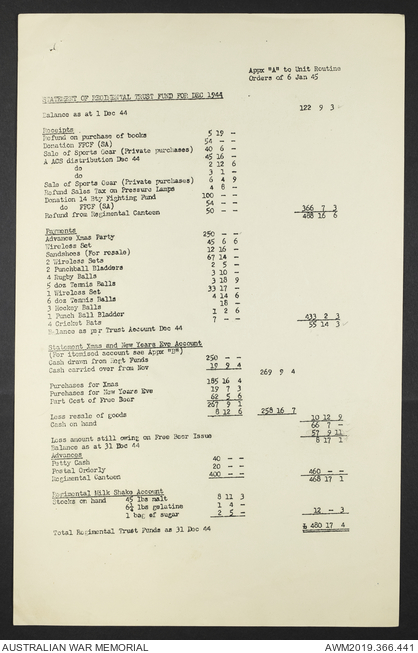 Appx "A" to Unit Routine
Orders of 6 Jan 45
STATEMENT OF REGIMENTAL TRUST FUND FOR DEC 1944
Balance as at 1 Dec 44 122 9 3
Receipts
Refund on purchase of books 5 19 -
Donation FFCF (SA) 54 - -
Sale of Sports Gear (Private purchases) 40 6 -
A ACS distribution Dec 44 45 16 -
do 2 12 6
do 3 1 -
Sale of Sports Gear (Private purchases) 6 4 9
Refund Sales Tax on Pressure Lamps 4 8 -
Donation 14 Bty Fighting Fund 100 - -
do FFCF (SA) 54 - -
Refund from Regimental Canteen 50 - - 366 7 3
488 16 6
Payments
Advance Xmas Party 250 - -
Wireless Set 45 6 6
Sandshoes (For resale) 12 16 -
2 Wireless Sets 67 14 -
2 Punchball Bladders 2 5 -
4 Rugby Balls 3 10 -
5 doz Tennis Balls 3 18 9
1 Wireless Set 33 17 -
6 doz Tennis Balls 4 14 6
3 Hockey Balls 18 -
1 Punch Ball Bladder 1 2 6
4 Cricket Bats 7 - - 433 2 3
Balance as per Trust Account Dec 44 55 14 3
Statement Xmas and New Years Eve Account
(For itemised account see Appx "B")
Cash drawn from Regt Funds 250 - -
Cash carried over from Nov 19 9 4
269 9 4
Purchases for Xmas 185 16 4
Purchases for New Years Eve 19 7 3
Part Cost of Free Beer 62 5 6
267 9 1
Less resale of goods 8 12 6 258 16 7 10 12 9
Cash on hand 66 7 -
Less amount still owing on Free Beer Issue 57 9 11
Balance as at 31 Dec 44 8 17 1
Advances
Petty Cash 40 - -
Postal Orderly 20 - -
Regimental Canteen 400 - - 460 - -
468 17 1
Regimental Milk Shake Account
Stocks on hand 45 lbs malt 8 11 3
6¼ lbs gelatine 1 4 -
1 bag of sugar 2 5 - 12 - 3
Total Regimental Trust Funds as 31 Dec 44 £ 480 17 4
AUSTRALIAN WAR MEMORIAL AWM2019.366.441